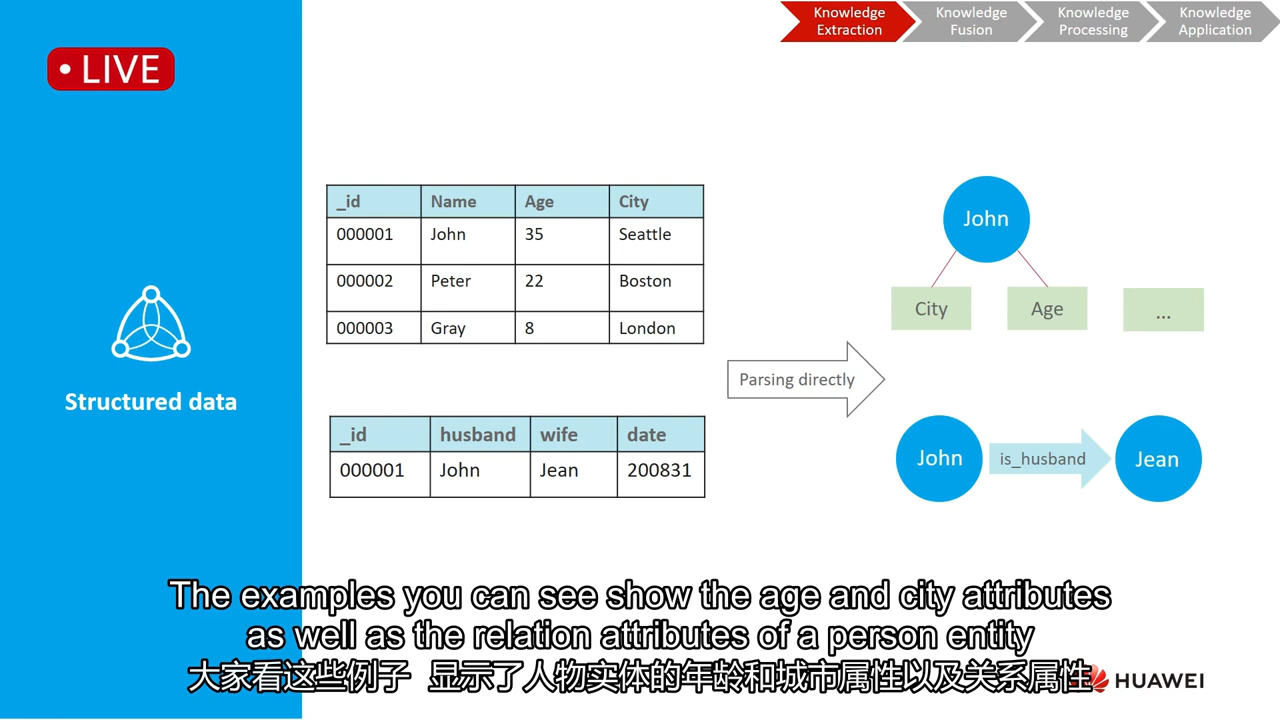 Knowledge Extraction
Knowledge Fusion
Knowledge Processing
Knowledge Application
• LIVE
Structured data
_id Name Age City
000001 John 35 Seattle
000002 Peter 22 Boston
000003 Gray 8 London
_id husband wife date
000001 John Jean 200831
Parsing directly
John
City Age ...
John is_husband Jean
The examples you can see show the age and city attributes
as well as the relation attributes of a person entity
大家看这些例子 显示了人物实体的年龄和城市属性以及关系属性
HUAWEI